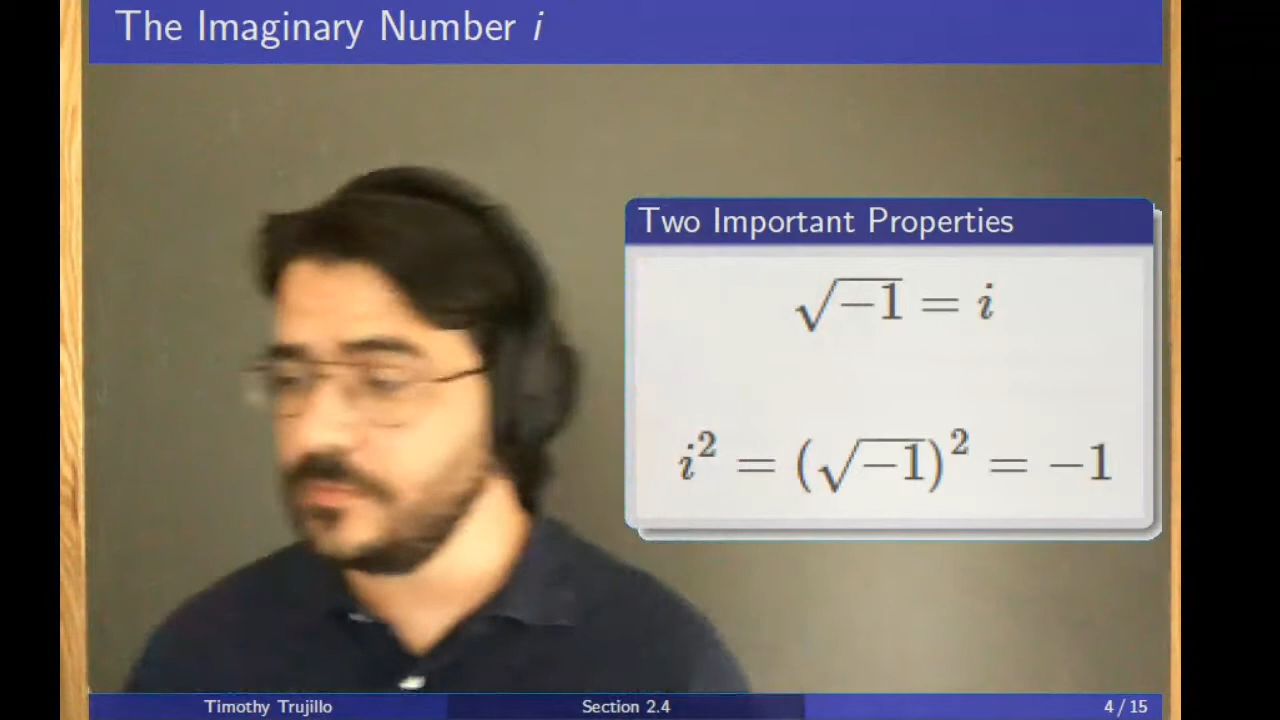 The Imaginary Number i
Two Important Properties
√−1 = i
i² = (√−1)² = −1
Timothy Trujillo Section 2.4 4 / 15